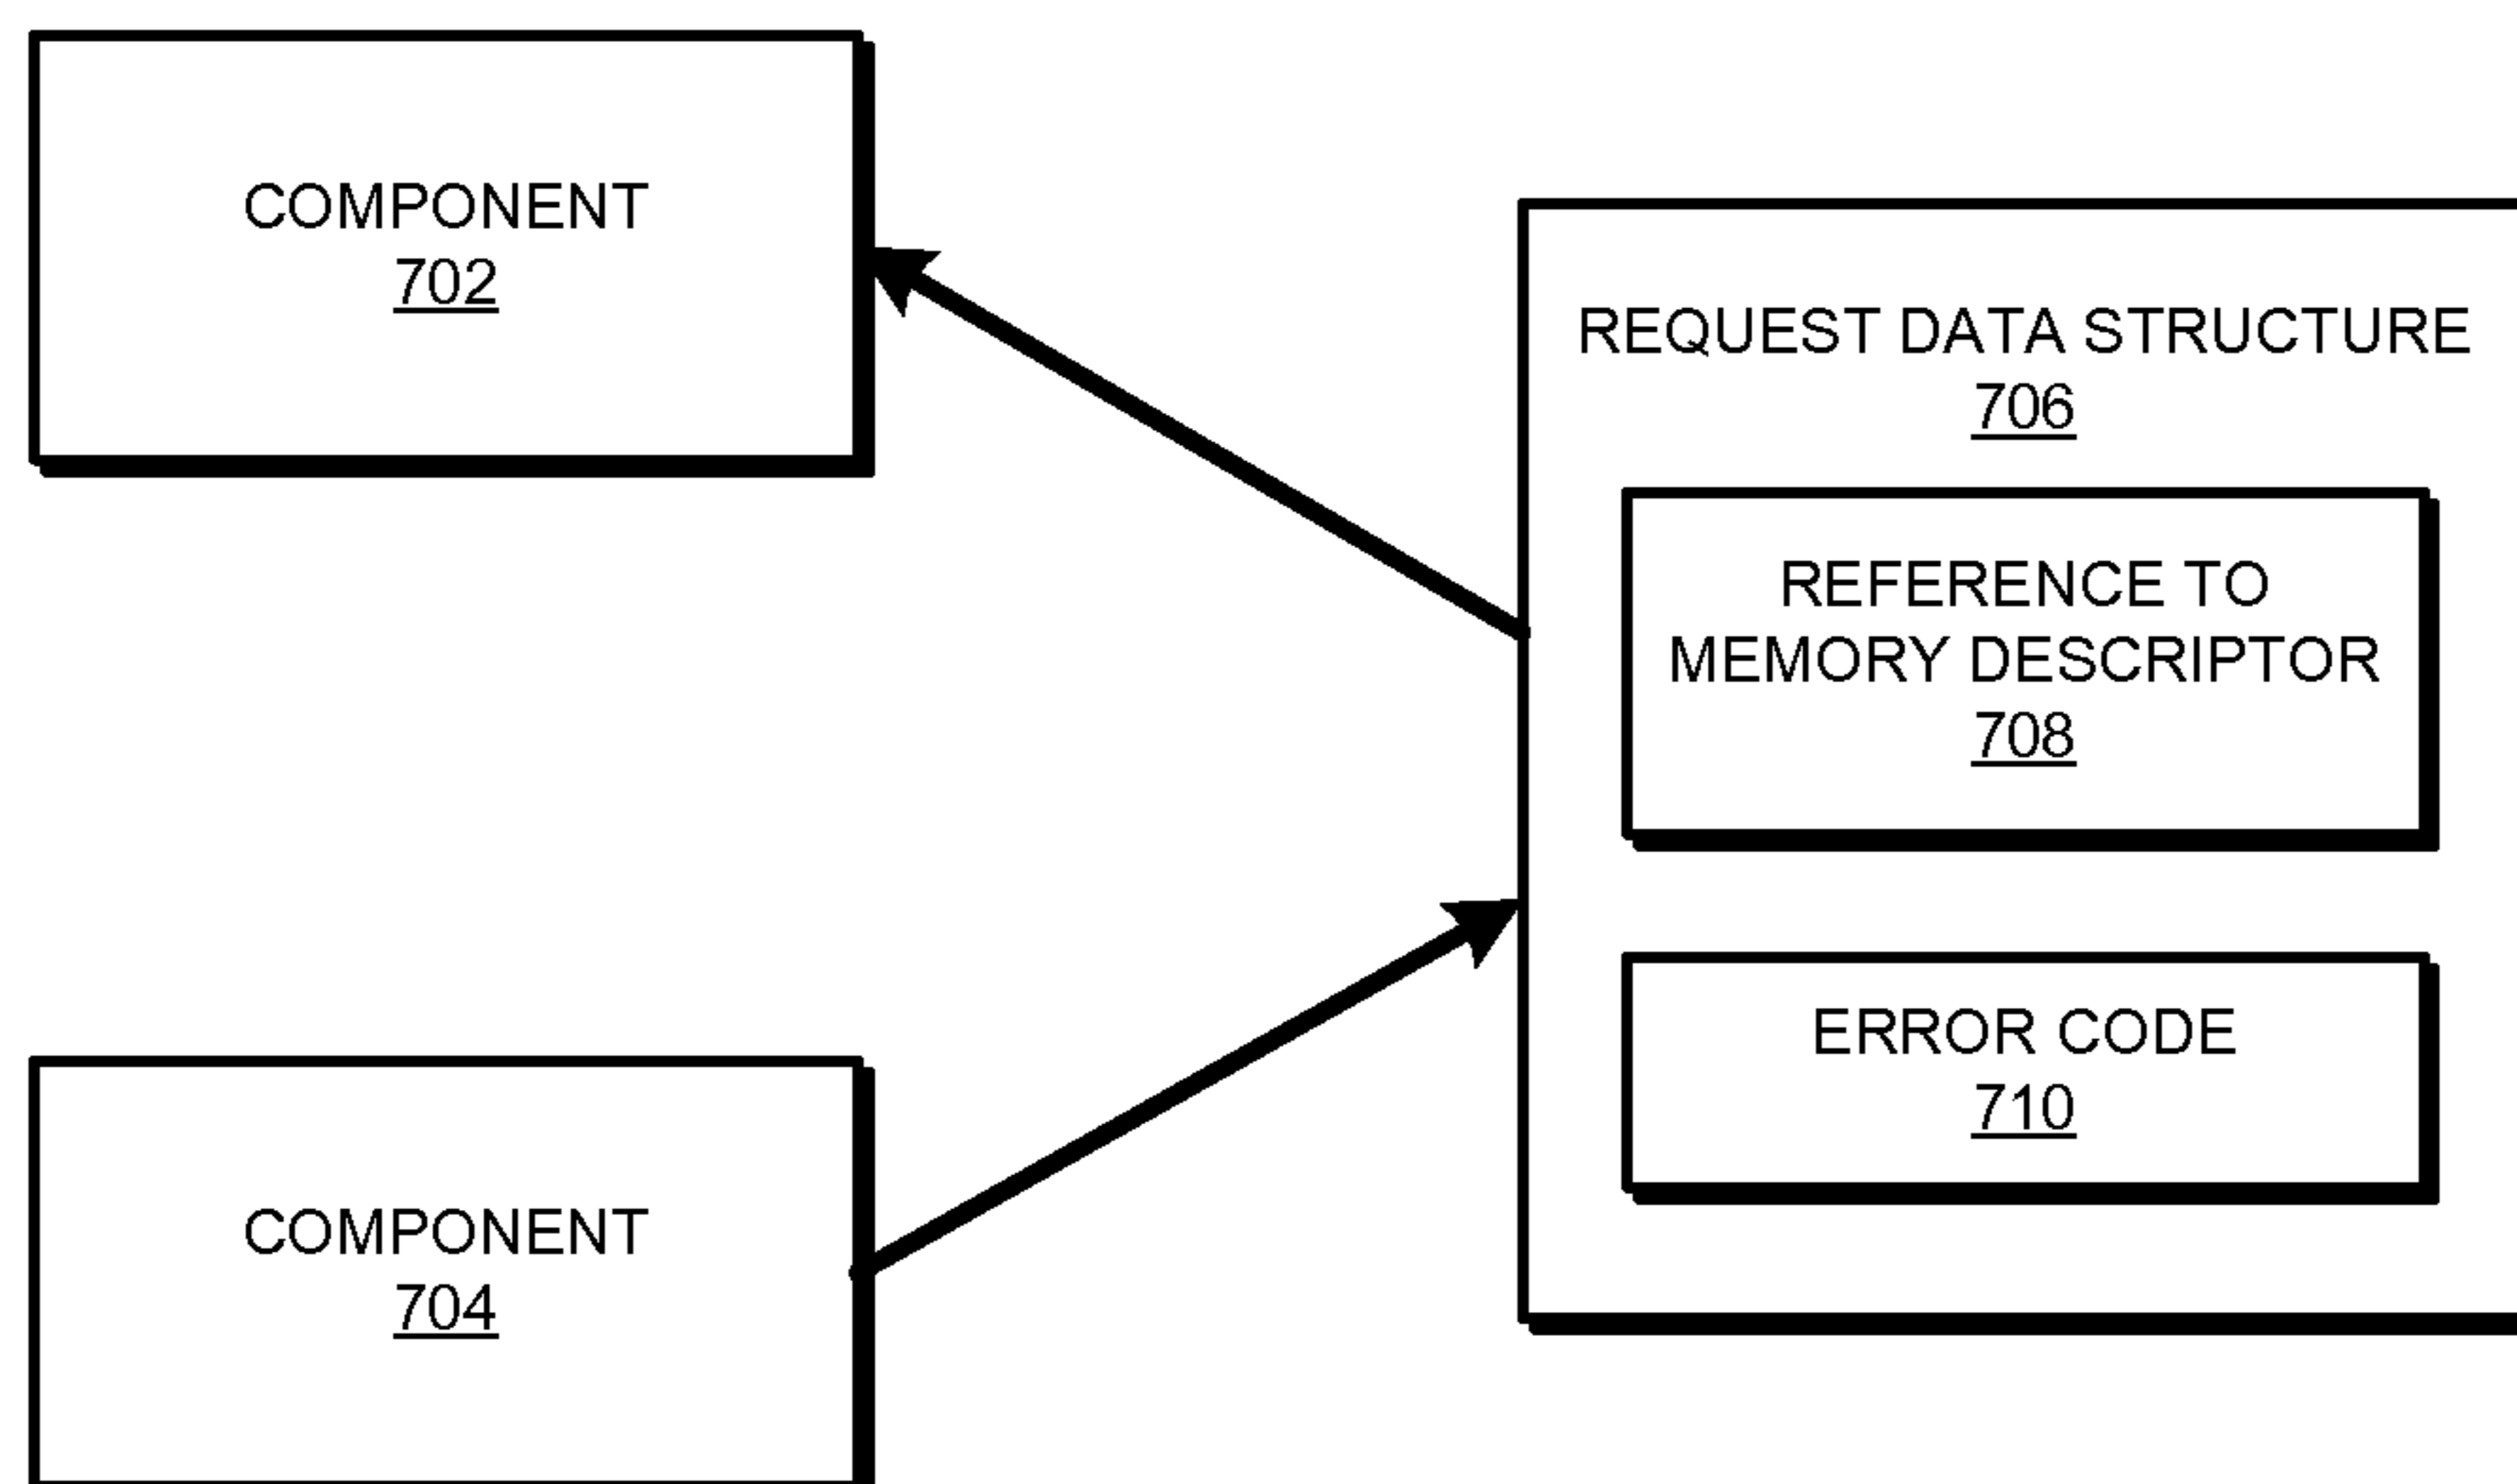 COMPONENT
702
REQUEST DATA STRUCTURE
706
REFERENCE TO
MEMORY DESCRIPTOR
708
ERROR CODE
710
COMPONENT
704